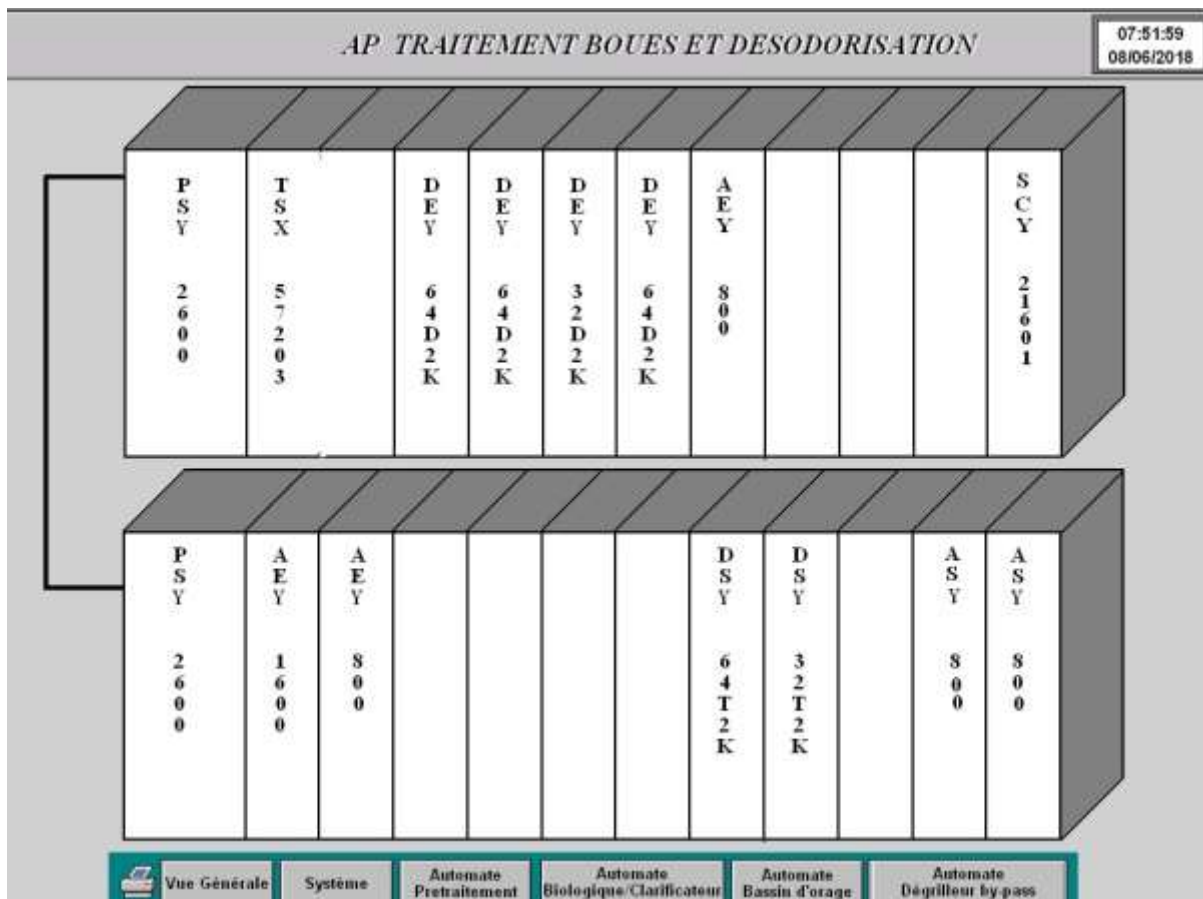 AP TRAITEMENT BOUES ET DESODORISATION
07:51:59
08/06/2018
PSY 2600
TSX 57203
DEY 64D2K
DEY 64D2K
DEY 32D2K
DEY 64D2K
AEY 800
SCY 21601
PSY 2600
AEY 1600
AEY 800
DSY 64T2K
DSY 32T2K
ASY 800
ASY 800
Vue Générale
Système
Automate
Pretraitement
Automate
Biologique/Clarificateur
Automate
Bassin d'orage
Automate
Dégrilleur by-pass